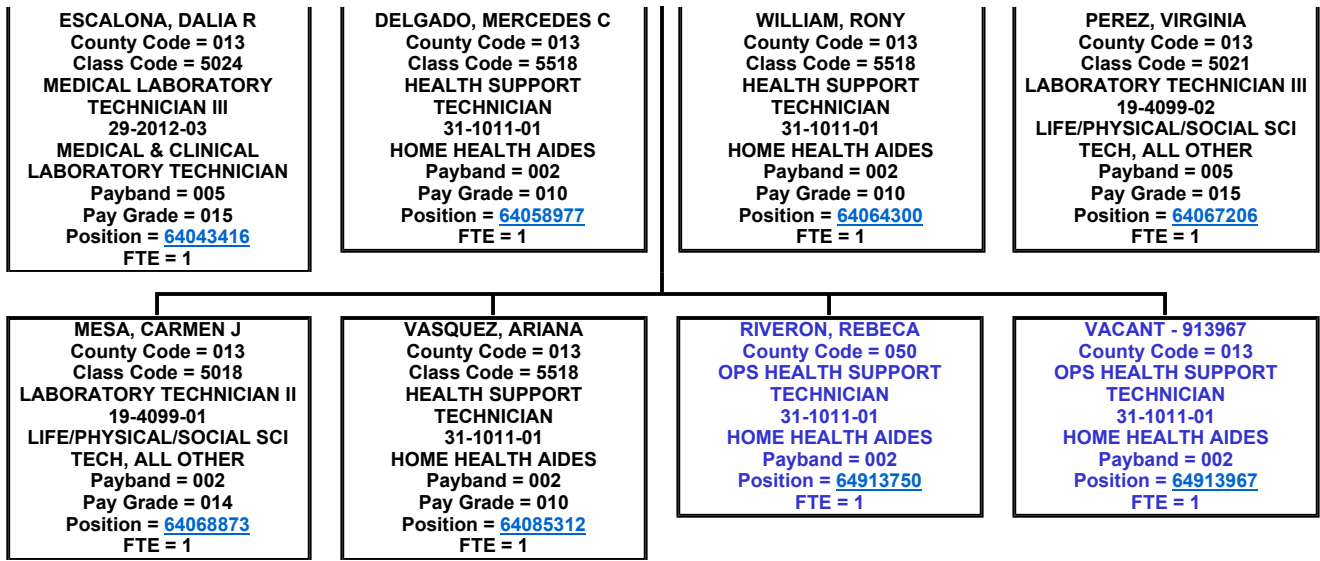 ESCALONA, DALIA R
County Code = 013
Class Code = 5024
MEDICAL LABORATORY
TECHNICIAN III
29-2012-03
MEDICAL & CLINICAL
LABORATORY TECHNICIAN
Payband = 005
Pay Grade = 015
Position = 64043416
FTE = 1
DELGADO, MERCEDES C
County Code = 013
Class Code = 5518
HEALTH SUPPORT
TECHNICIAN
31-1011-01
HOME HEALTH AIDES
Payband = 002
Pay Grade = 010
Position = 64058977
FTE = 1
WILLIAM, RONY
County Code = 013
Class Code = 5518
HEALTH SUPPORT
TECHNICIAN
31-1011-01
HOME HEALTH AIDES
Payband = 002
Pay Grade = 010
Position = 64064300
FTE = 1
PEREZ, VIRGINIA
County Code = 013
Class Code = 5021
LABORATORY TECHNICIAN III
19-4099-02
LIFE/PHYSICAL/SOCIAL SCI
TECH, ALL OTHER
Payband = 005
Pay Grade = 015
Position = 64067206
FTE = 1
MESA, CARMEN J
County Code = 013
Class Code = 5018
LABORATORY TECHNICIAN II
19-4099-01
LIFE/PHYSICAL/SOCIAL SCI
TECH, ALL OTHER
Payband = 002
Pay Grade = 014
Position = 64068873
FTE = 1
VASQUEZ, ARIANA
County Code = 013
Class Code = 5518
HEALTH SUPPORT
TECHNICIAN
31-1011-01
HOME HEALTH AIDES
Payband = 002
Pay Grade = 010
Position = 64085312
FTE = 1
RIVERON, REBECA
County Code = 050
OPS HEALTH SUPPORT
TECHNICIAN
31-1011-01
HOME HEALTH AIDES
Payband = 002
Position = 64913750
FTE = 1
VACANT - 913967
County Code = 013
OPS HEALTH SUPPORT
TECHNICIAN
31-1011-01
HOME HEALTH AIDES
Payband = 002
Position = 64913967
FTE = 1